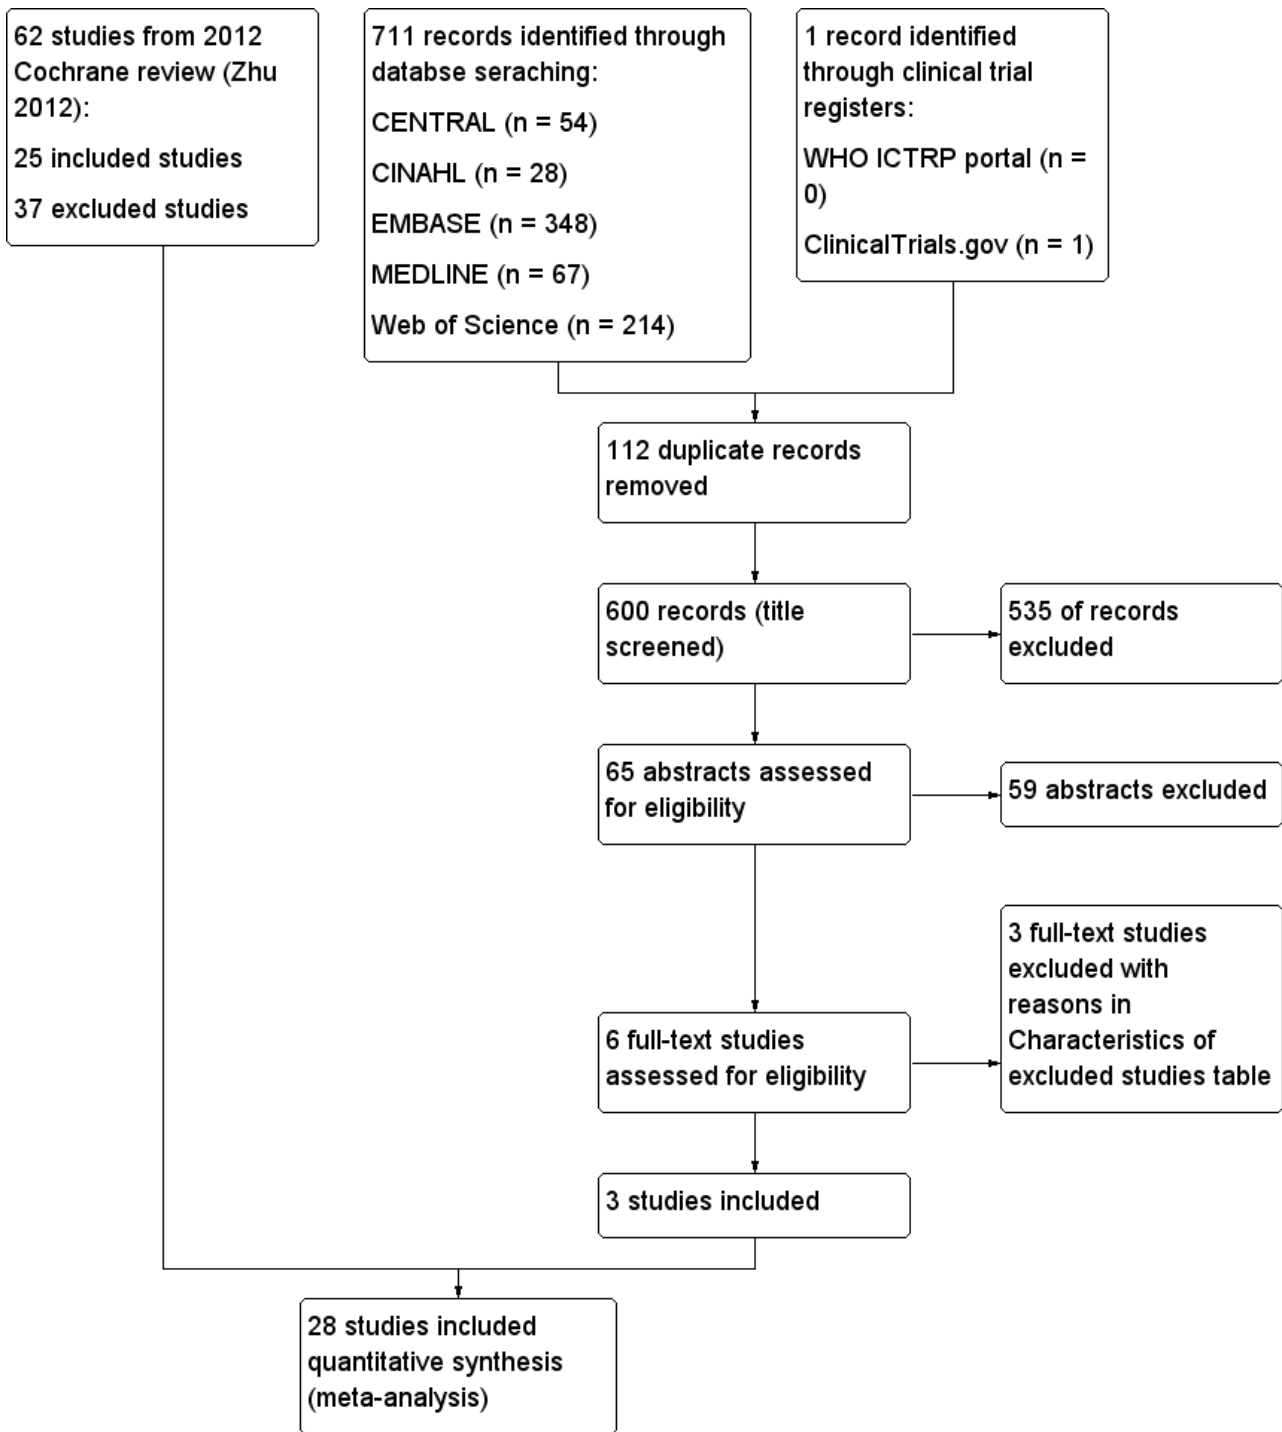 62 studies from 2012
Cochrane review (Zhu
2012):
25 included studies
37 excluded studies
711 records identified through
databse seraching:
CENTRAL (n = 54)
CINAHL (n = 28)
EMBASE (n = 348)
MEDLINE (n = 67)
Web of Science (n = 214)
1 record identified
through clinical trial
registers:
WHO ICTRP portal (n =
0)
ClinicalTrials.gov (n = 1)
112 duplicate records
removed
600 records (title
screened)
535 of records
excluded
65 abstracts assessed
for eligibility
59 abstracts excluded
6 full-text studies
assessed for eligibility
3 full-text studies
excluded with
reasons in
Characteristics of
excluded studies table
3 studies included
28 studies included
quantitative synthesis
(meta-analysis)